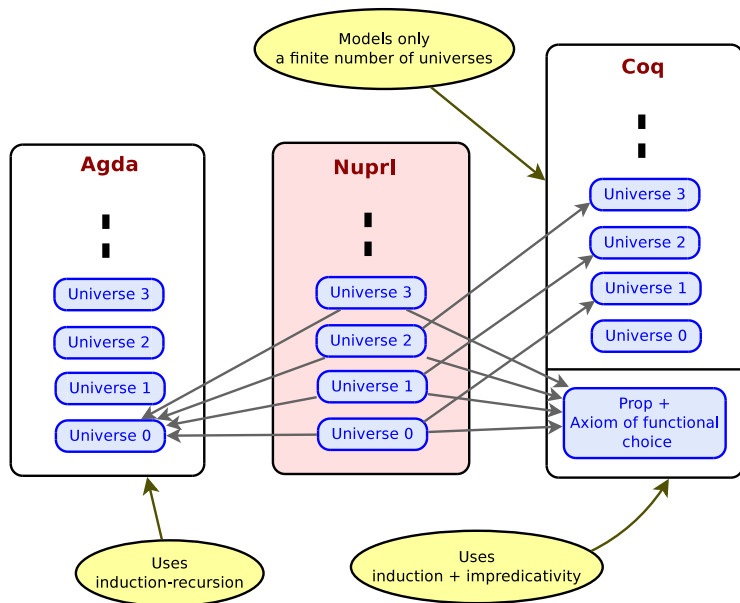 Models only
a finite number of universes
Agda
Universe 3
Universe 2
Universe 1
Universe 0
Nuprl
Universe 3
Universe 2
Universe 1
Universe 0
Coq
Universe 3
Universe 2
Universe 1
Universe 0
Prop +
Axiom of functional
choice
Uses
induction-recursion
Uses
induction + impredicativity